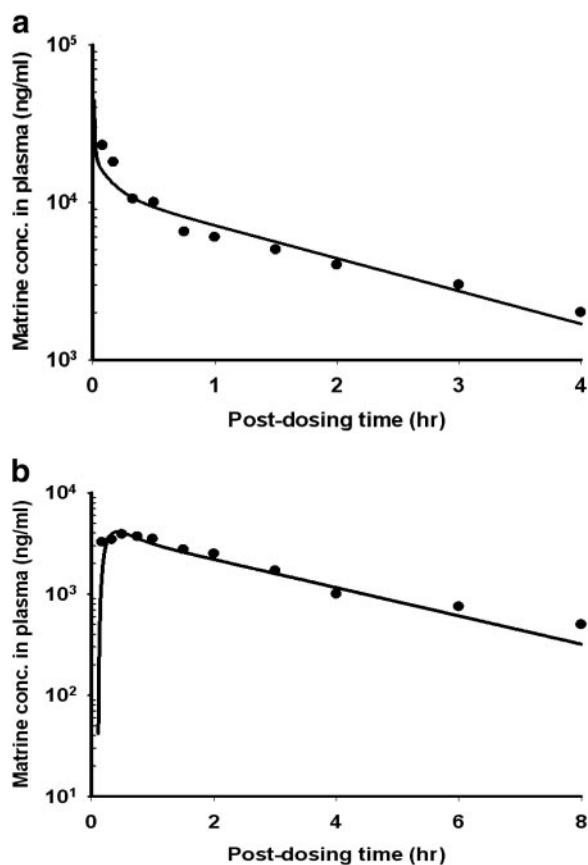 a
10⁵
10⁴
10³
Matrine conc. in plasma (ng/ml)
0 1 2 3 4
Post-dosing time (hr)
b
10⁴
10³
10²
10¹
Matrine conc. in plasma (ng/ml)
0 2 4 6 8
Post-dosing time (hr)